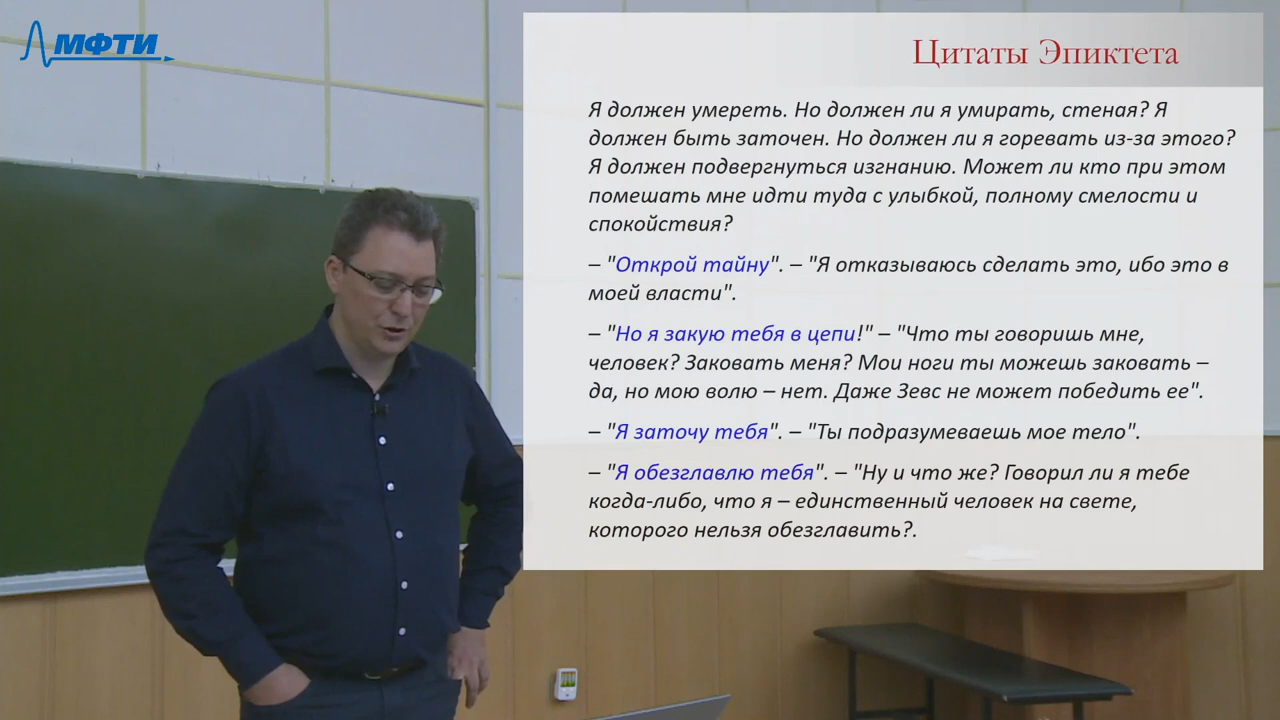 МФТИ
Цитаты Эпиктета
Я должен умереть. Но должен ли я умирать, стеная? Я
должен быть заточен. Но должен ли я горевать из-за этого?
Я должен подвергнуться изгнанию. Может ли кто при этом
помешать мне идти туда с улыбкой, полному смелости и
спокойствия?
– "Открой тайну". – "Я отказываюсь сделать это, ибо это в
моей власти".
– "Но я закую тебя в цепи!" – "Что ты говоришь мне,
человек? Заковать меня? Мои ноги ты можешь заковать –
да, но мою волю – нет. Даже Зевс не может победить ее".
– "Я заточу тебя". – "Ты подразумеваешь мое тело".
– "Я обезглавлю тебя". – "Ну и что же? Говорил ли я тебе
когда-либо, что я – единственный человек на свете,
которого нельзя обезглавить?.